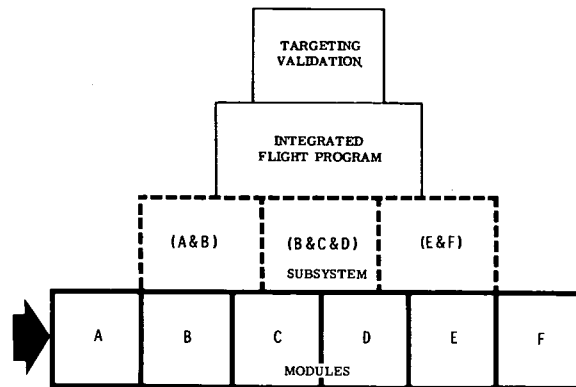 TARGETING
VALIDATION
INTEGRATED
FLIGHT PROGRAM
(A&B) (B&C&D) (E&F)
SUBSYSTEM
A B C D E F
MODULES